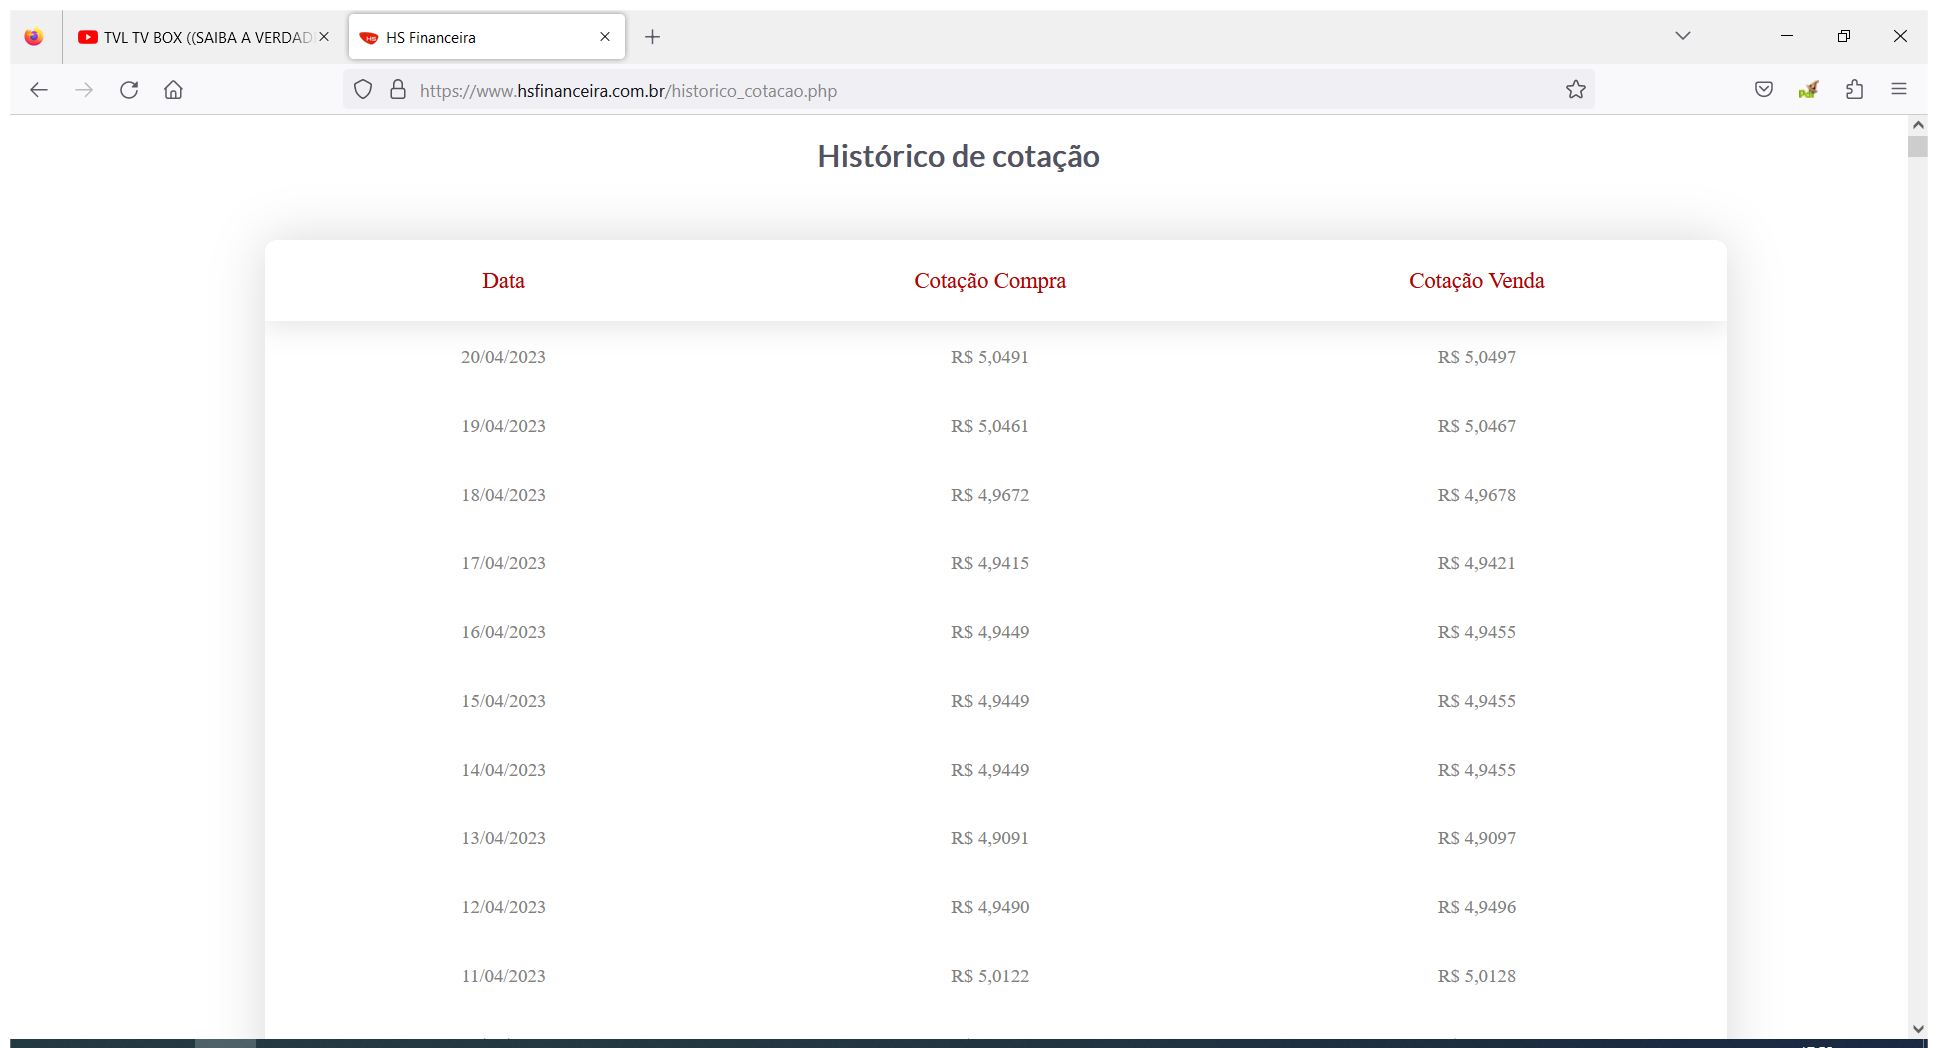 TVL TV BOX ((SAIBA A VERDAD
HS Financeira
https://www.hsfinanceira.com.br/historico_cotacao.php
Histórico de cotação
Data Cotação Compra Cotação Venda
20/04/2023 R$ 5,0491 R$ 5,0497
19/04/2023 R$ 5,0461 R$ 5,0467
18/04/2023 R$ 4,9672 R$ 4,9678
17/04/2023 R$ 4,9415 R$ 4,9421
16/04/2023 R$ 4,9449 R$ 4,9455
15/04/2023 R$ 4,9449 R$ 4,9455
14/04/2023 R$ 4,9449 R$ 4,9455
13/04/2023 R$ 4,9091 R$ 4,9097
12/04/2023 R$ 4,9490 R$ 4,9496
11/04/2023 R$ 5,0122 R$ 5,0128